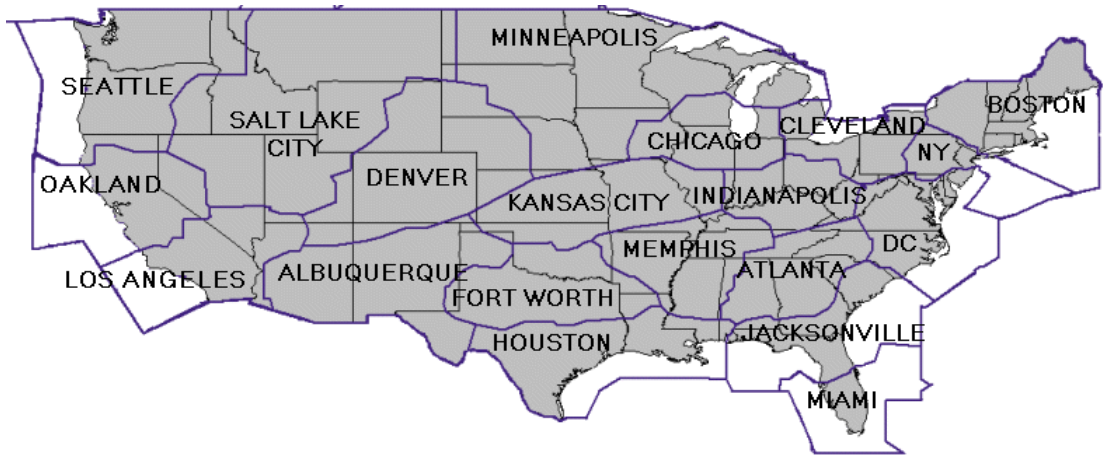 MINNEAPOLIS
SEATTLE
BOSTON
SALT LAKE
CITY
CLEVELAND
CHICAGO
NY
OAKLAND
DENVER
INDIANAPOLIS
KANSAS CITY
DC
MEMPHIS
LOS ANGELES
ALBUQUERQUE
ATLANTA
FORT WORTH
JACKSONVILLE
HOUSTON
MIAMI